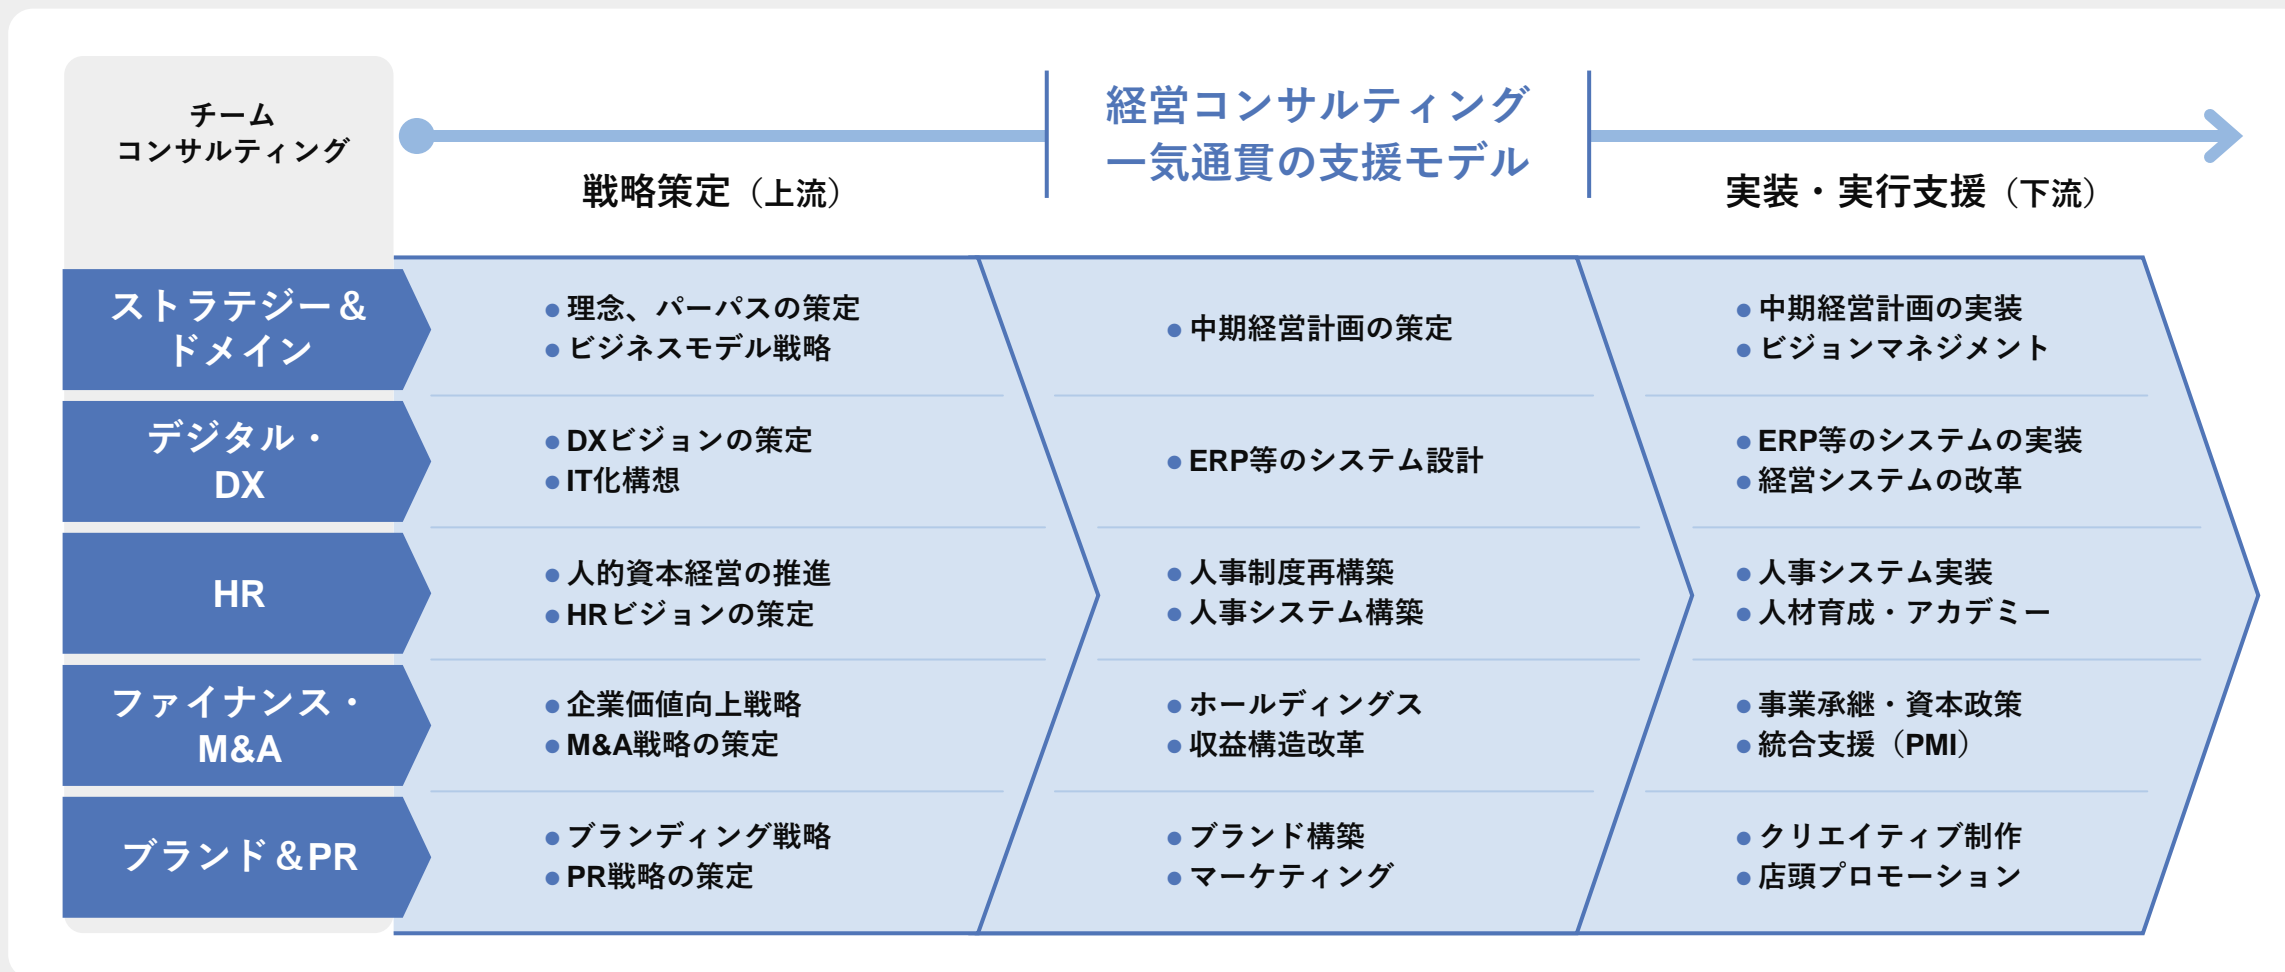 チーム
コンサルティング
経営コンサルティング
一気通貫の支援モデル
戦略策定（上流）
実装・実行支援（下流）
ストラテジー＆
ドメイン
● 理念、パーパスの策定
● ビジネスモデル戦略
● 中期経営計画の策定
● 中期経営計画の実装
● ビジョンマネジメント
デジタル・
DX
● DXビジョンの策定
● IT化構想
● ERP等のシステム設計
● ERP等のシステムの実装
● 経営システムの改革
HR
● 人的資本経営の推進
● HRビジョンの策定
● 人事制度再構築
● 人事システム構築
● 人事システム実装
● 人材育成・アカデミー
ファイナンス・
M&A
● 企業価値向上戦略
● M&A戦略の策定
● ホールディングス
● 収益構造改革
● 事業承継・資本政策
● 統合支援（PMI）
ブランド＆PR
● ブランディング戦略
● PR戦略の策定
● ブランド構築
● マーケティング
● クリエイティブ制作
● 店頭プロモーション